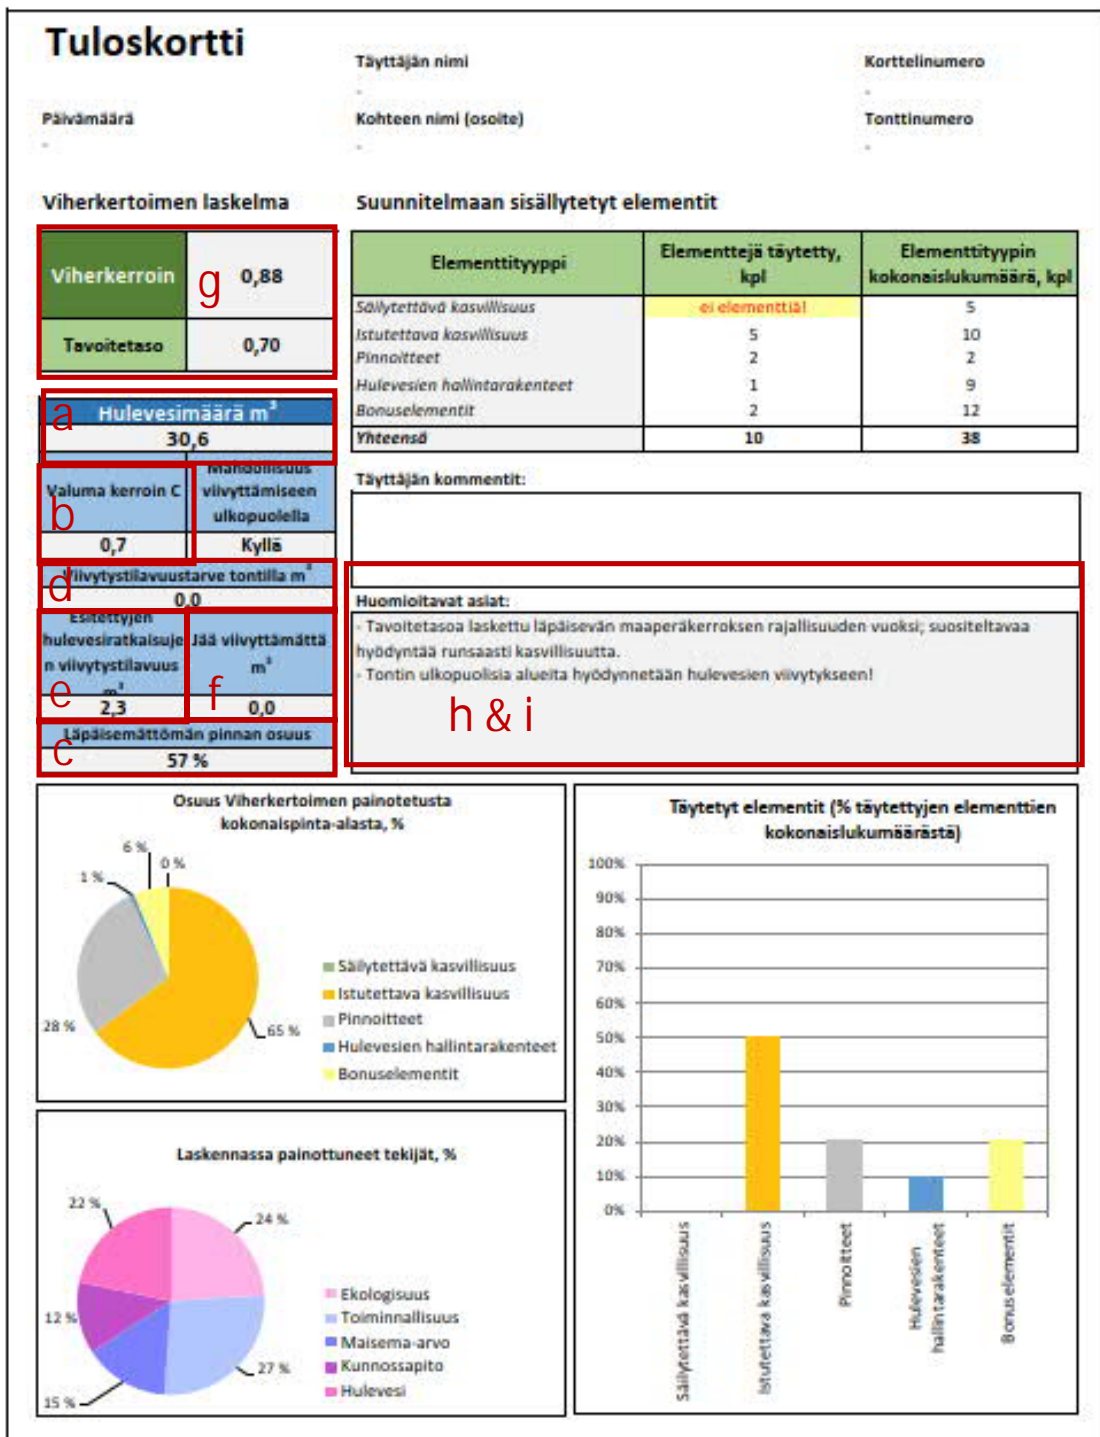 Tuloskortti
Täyttäjän nimi
-
Korttelinumero
-
Päivämäärä
-
Kohteen nimi (osoite)
-
Tonttinumero
-
Viherkertoimen laskelma
Viherkerroin
g
0,88
Tavoitetaso
0,70
a
Hulevesimäärä m³
30,6
Valuma kerroin C
b
0,7
Mahdollisuus
viivyttämiseen
ulkopuolella
Kyllä
d
Viivytystilavuustarve tontilla m³
0,0
Esitettyjen
hulevesiratkaisuje
n viivytystilavuus
m³
e
2,3
Jää viivyttämättä
m³
f
0,0
c
Läpäisemättömän pinnan osuus
57 %
Suunnitelmaan sisällytetyt elementit
Elementtityyppi
Elementtejä täytetty,
kpl
Elementtityypin
kokonaislukumäärä, kpl
Säilytettävä kasvillisuus ei elementtiä! 5
Istutettava kasvillisuus 5 10
Pinnoitteet 2 2
Hulevesien hallintarakenteet 1 9
Bonuselementit 2 12
Yhteensä 10 38
Täyttäjän kommentit:
Huomioitavat asiat:
- Tavoitetasoa laskettu läpäisevän maaperäkerroksen rajallisuuden vuoksi; suositeltavaa
hyödyntää runsaasti kasvillisuutta.
- Tontin ulkopuolisia alueita hyödynnetään hulevesien viivytykseen!
h & i
Osuus Viherkertoimen painotetusta
kokonaispinta-alasta, %
6 %
0 %
1 %
28 %
65 %
Säilytettävä kasvillisuus
Istutettava kasvillisuus
Pinnoitteet
Hulevesien hallintarakenteet
Bonuselementit
Laskennassa painottuneet tekijät, %
22 %
24 %
12 %
27 %
15 %
Ekologisuus
Toiminnallisuus
Maisema-arvo
Kunnossapito
Hulevesi
Täytetyt elementit (% täytettyjen elementtien
kokonaislukumäärästä)
100%
90%
80%
70%
60%
50%
40%
30%
20%
10%
0%
Säilytettävä kasvillisuus
Istutettava kasvillisuus
Pinnoitteet
Hulevesien
hallintarakenteet
Bonuselementit